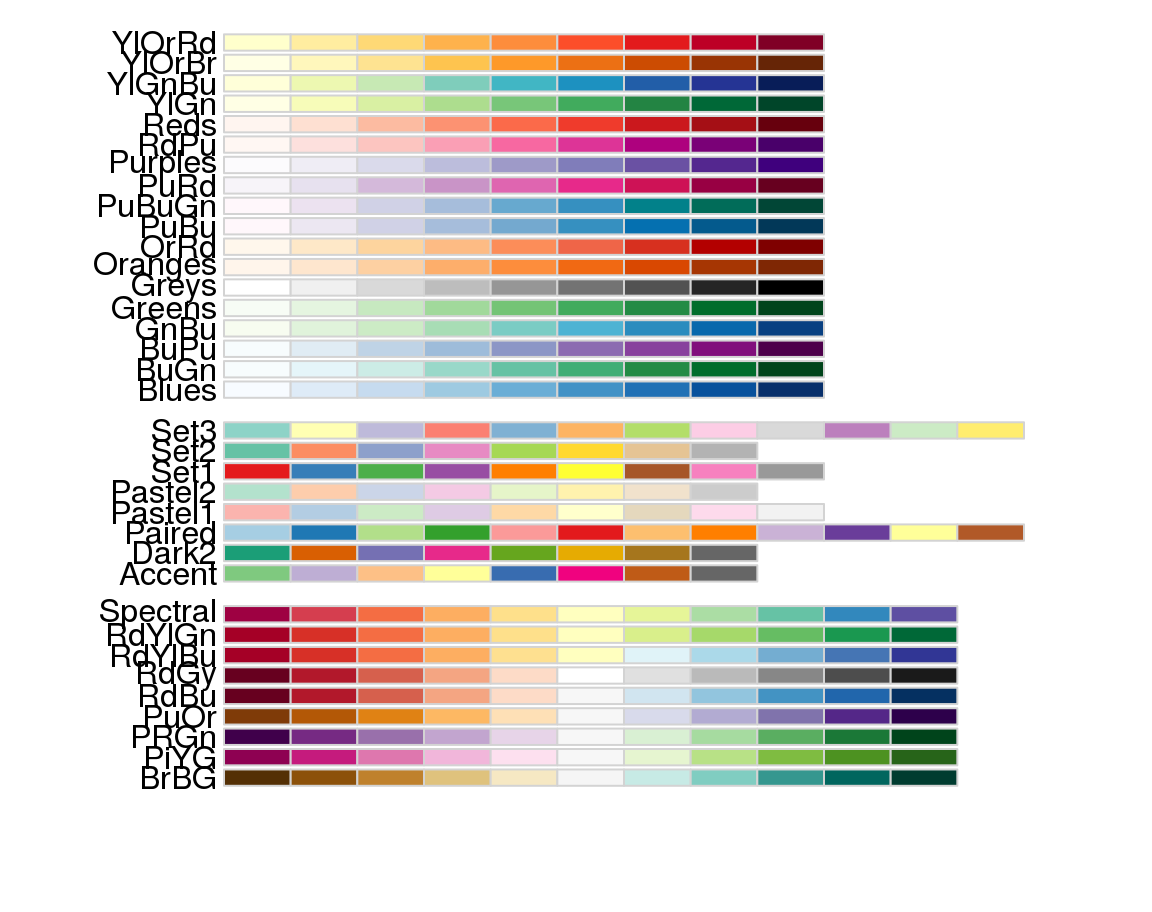 YlOrRd
YlOrBr
YlGnBu
YlGn
Reds
RdPu
Purples
PuRd
PuBuGn
PuBu
OrRd
Oranges
Greys
Greens
GnBu
BuPu
BuGn
Blues
Set3
Set2
Set1
Pastel2
Pastel1
Paired
Dark2
Accent
Spectral
RdYlGn
RdYlBu
RdGy
RdBu
PuOr
PRGn
PiYG
BrBG